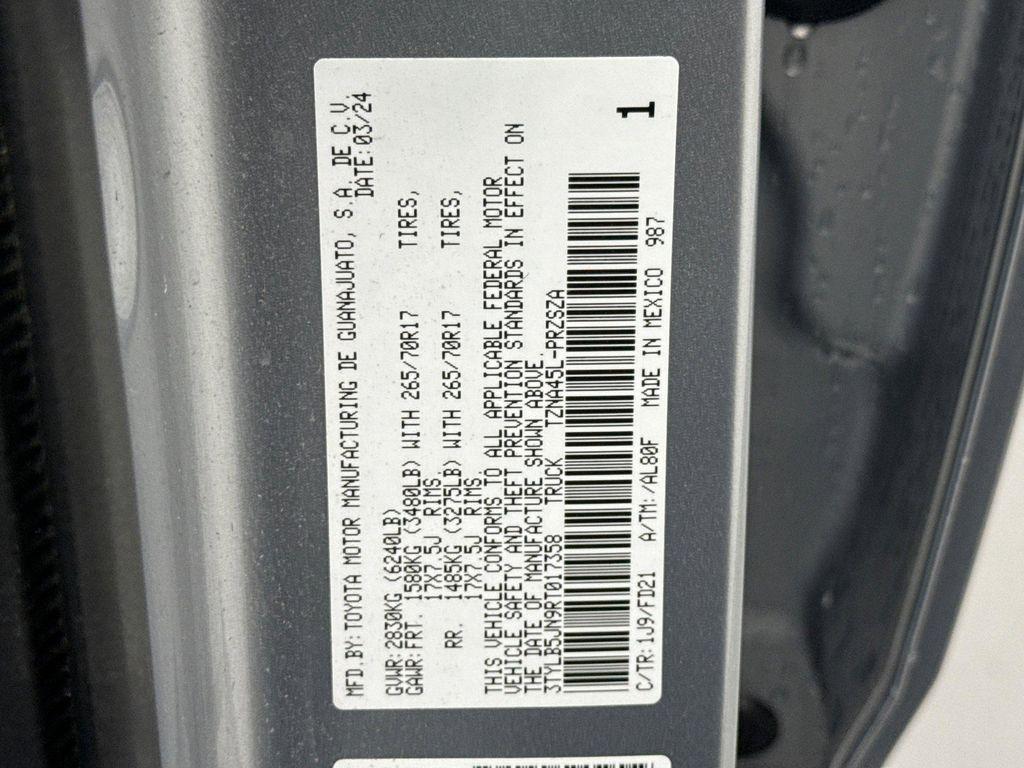 MFD.BY:TOYOTA MOTOR MANUFACTURING DE GUANAJUATO, S.A. DE C.V.
DATE:03/24
GVWR:2830KG (6240LB)
GAWR:FRT. 1580KG (3480LB) WITH 265/70R17 TIRES,
17X7.5J RIMS.
RR. 1485KG (3275LB) WITH 265/70R17 TIRES,
17X7.5J RIMS.
THIS VEHICLE CONFORMS TO ALL APPLICABLE FEDERAL MOTOR
VEHICLE SAFETY AND THEFT PREVENTION STANDARDS IN EFFECT ON
THE DATE OF MANUFACTURE SHOWN ABOVE.
3TYLB5JN9RT017358 TRUCK TZNA45L-PRZSZA
1
C/TR:1J9/FD21 A/TM:/AL80F MADE IN MEXICO 987